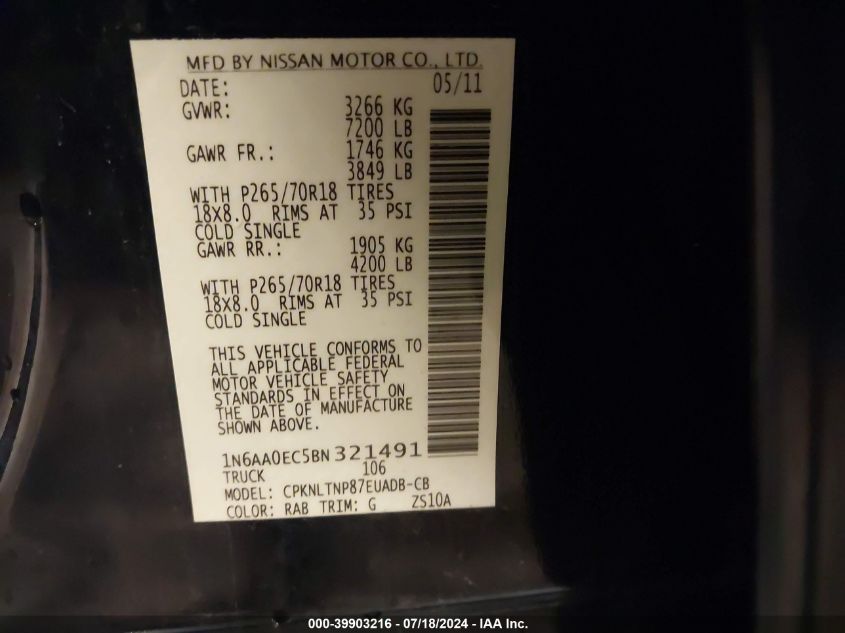 MFD BY NISSAN MOTOR CO., LTD.
DATE: 05/11
GVWR: 3266 KG
7200 LB
GAWR FR.: 1746 KG
3849 LB
WITH P265/70R18 TIRES
18X8.0 RIMS AT 35 PSI
COLD SINGLE
GAWR RR.: 1905 KG
4200 LB
WITH P265/70R18 TIRES
18X8.0 RIMS AT 35 PSI
COLD SINGLE
THIS VEHICLE CONFORMS TO
ALL APPLICABLE FEDERAL
MOTOR VEHICLE SAFETY
STANDARDS IN EFFECT ON
THE DATE OF MANUFACTURE
SHOWN ABOVE.
1N6AA0EC5BN 321491
TRUCK 106
MODEL: CPKNLTNP87EUADB-CB
COLOR: RAB TRIM: G ZS10A
000-39903216 - 07/18/2024 - IAA Inc.